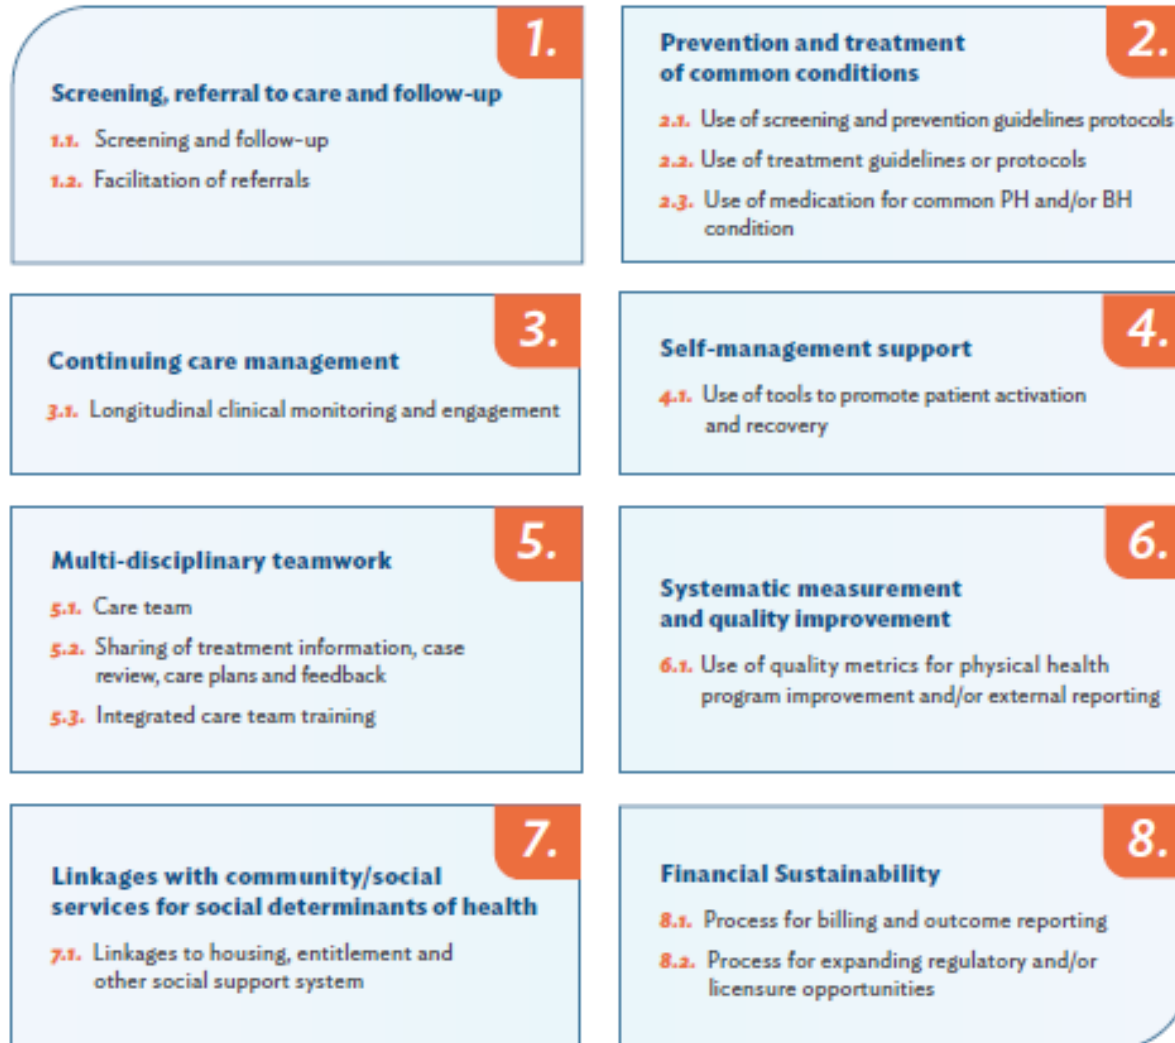 1.
Screening, referral to care and follow-up
1.1. Screening and follow-up
1.2. Facilitation of referrals
2.
Prevention and treatment
of common conditions
2.1. Use of screening and prevention guidelines protocols
2.2. Use of treatment guidelines or protocols
2.3. Use of medication for common PH and/or BH
condition
3.
Continuing care management
3.1. Longitudinal clinical monitoring and engagement
4.
Self-management support
4.1. Use of tools to promote patient activation
and recovery
5.
Multi-disciplinary teamwork
5.1. Care team
5.2. Sharing of treatment information, case
review, care plans and feedback
5.3. Integrated care team training
6.
Systematic measurement
and quality improvement
6.1. Use of quality metrics for physical health
program improvement and/or external reporting
7.
Linkages with community/social
services for social determinants of health
7.1. Linkages to housing, entitlement and
other social support system
8.
Financial Sustainability
8.1. Process for billing and outcome reporting
8.2. Process for expanding regulatory and/or
licensure opportunities